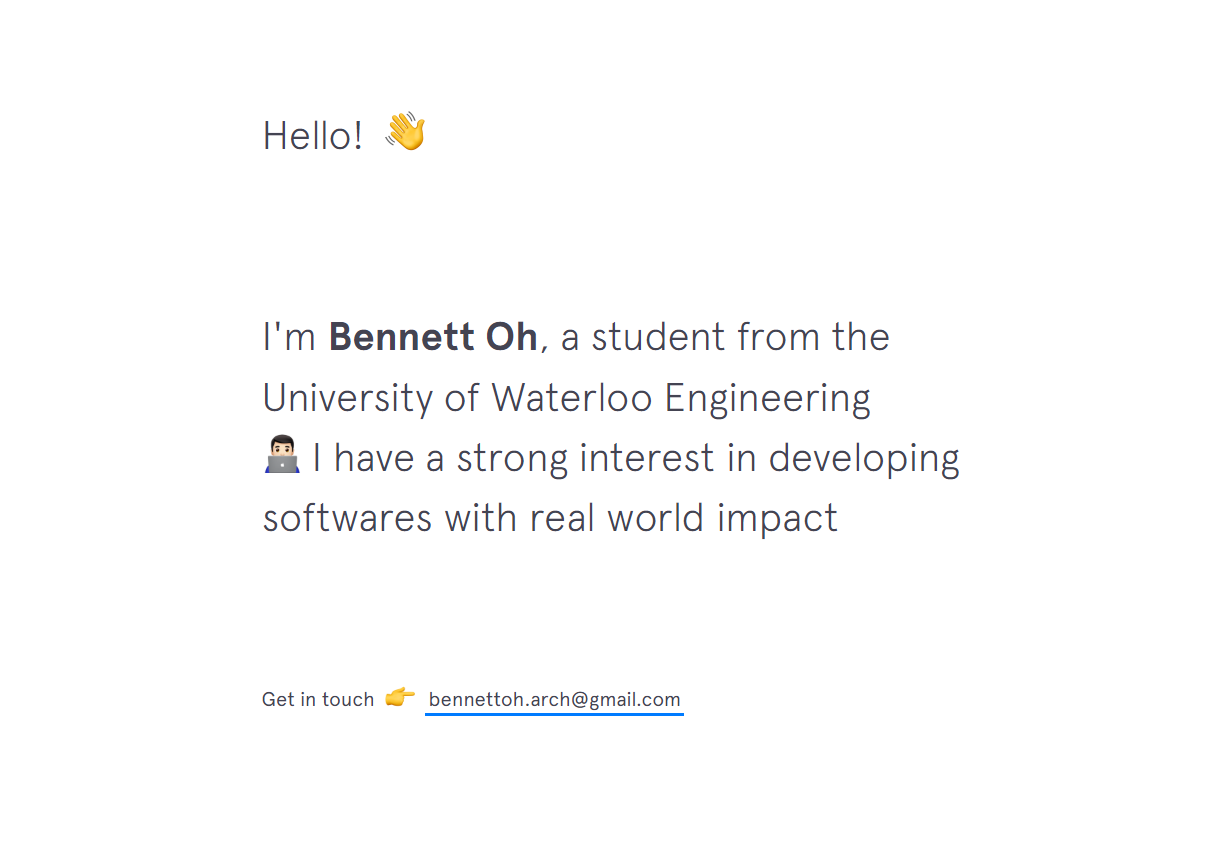 Hello! 👋
I'm Bennett Oh, a student from the
University of Waterloo Engineering
👨🏻‍💻 I have a strong interest in developing
softwares with real world impact
Get in touch 👉 bennettoh.arch@gmail.com